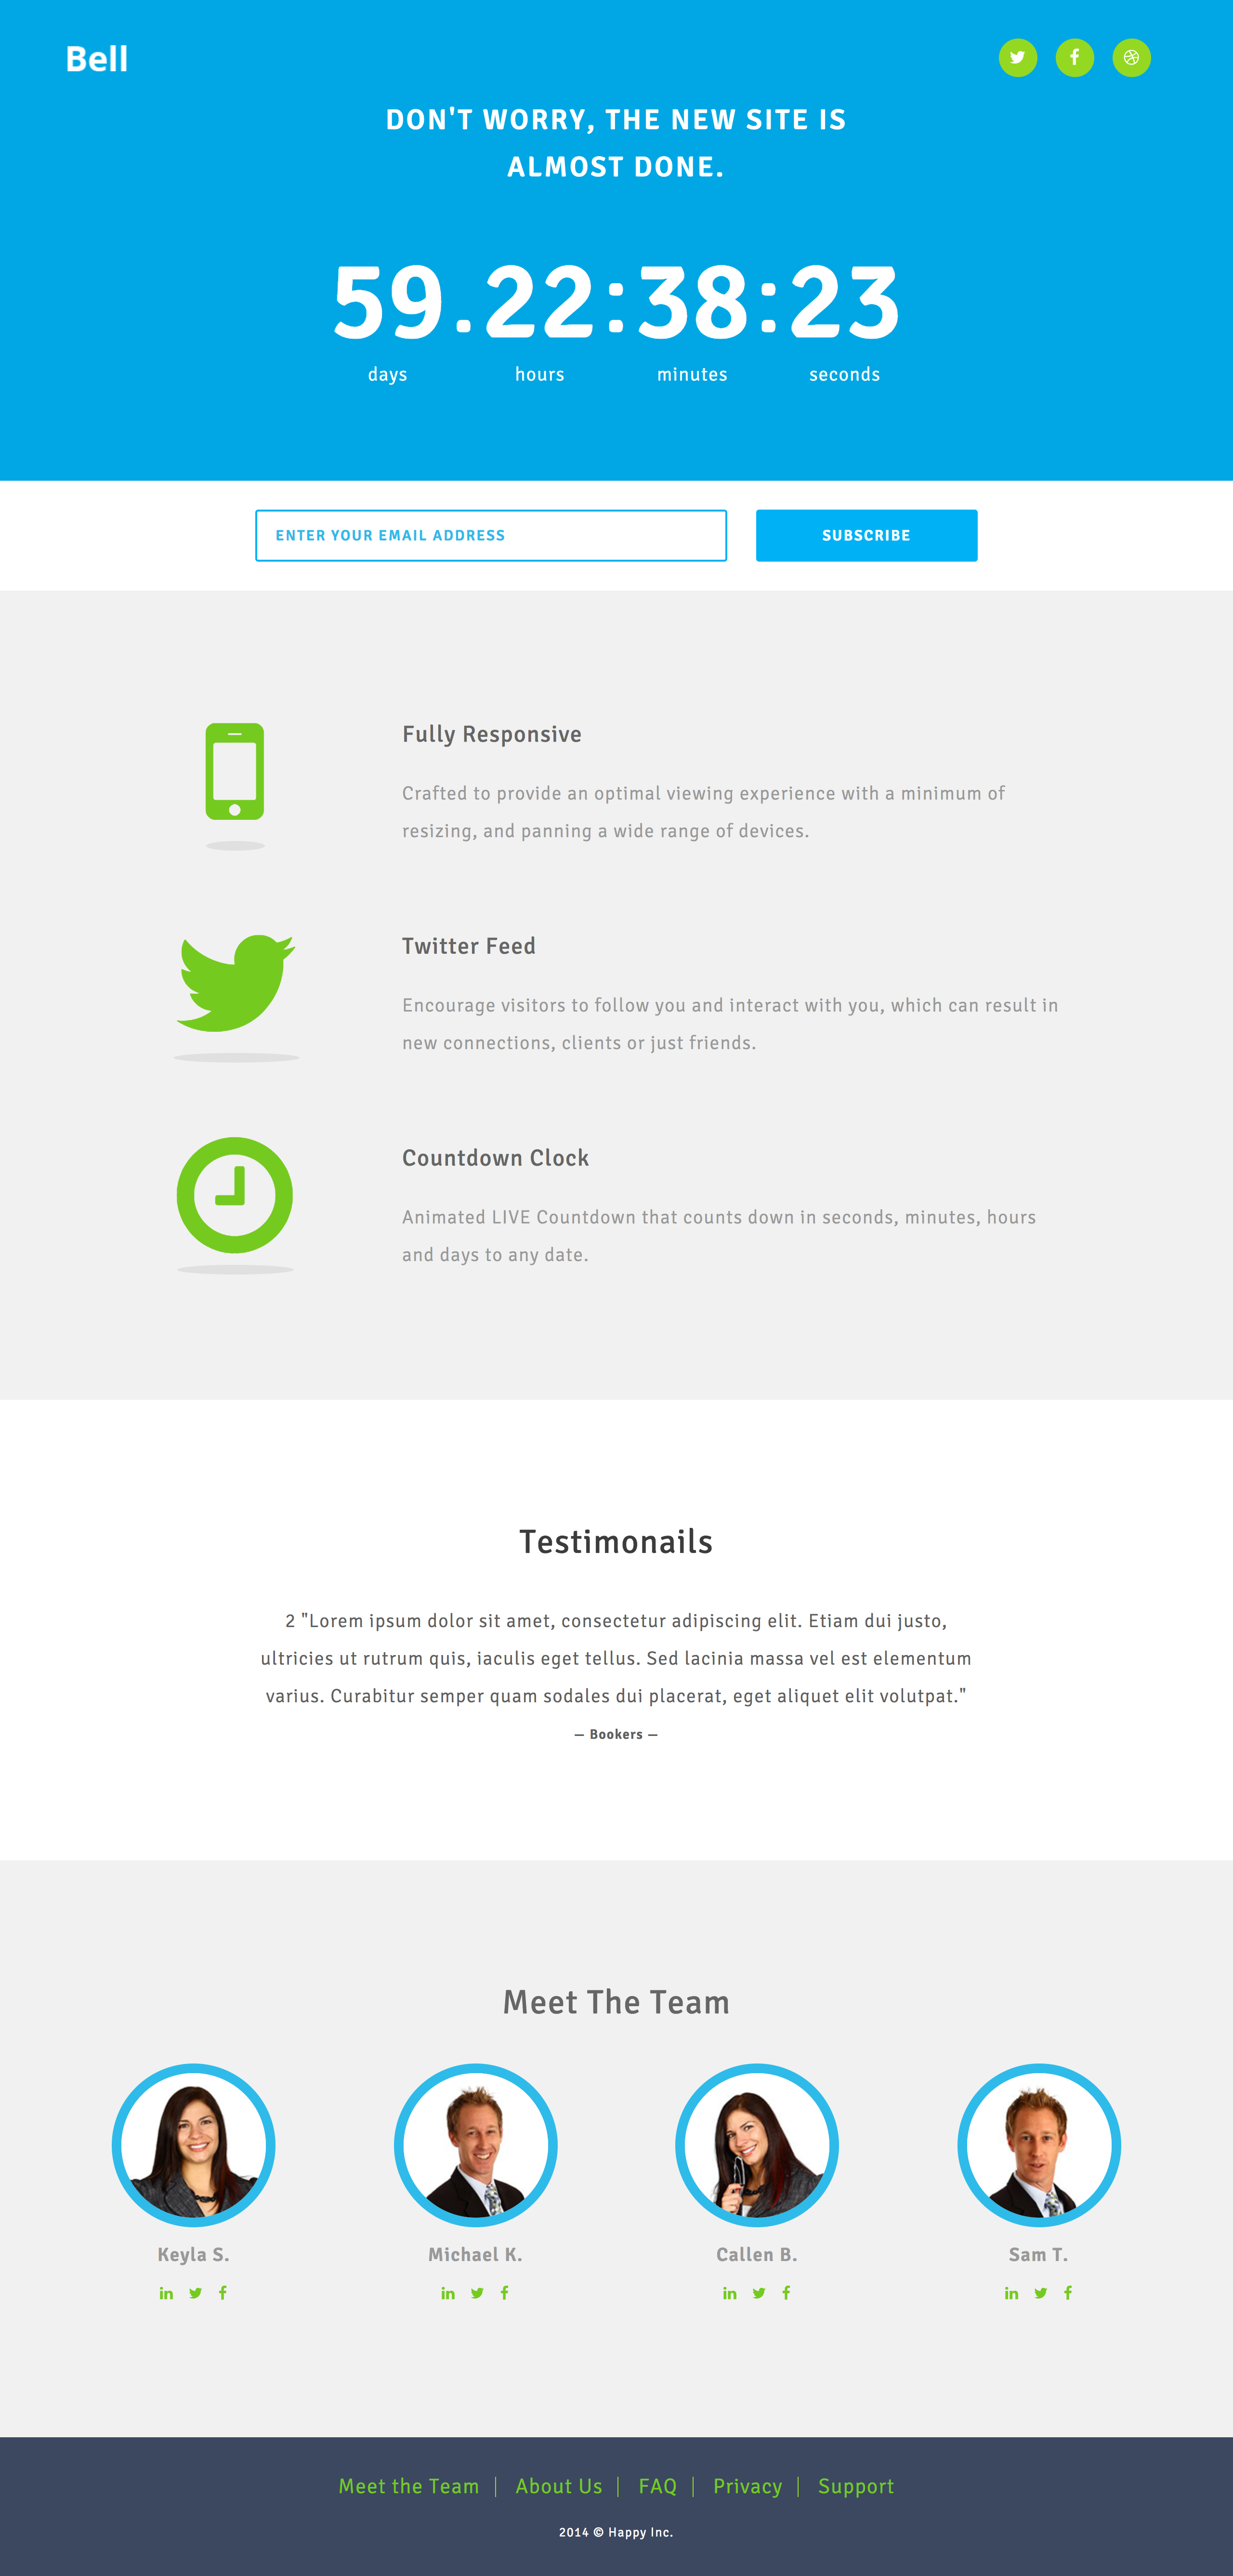 Bell
DON'T WORRY, THE NEW SITE IS
ALMOST DONE.
59.22:38:23
days hours minutes seconds
ENTER YOUR EMAIL ADDRESS
SUBSCRIBE
Fully Responsive
Crafted to provide an optimal viewing experience with a minimum of
resizing, and panning a wide range of devices.
Twitter Feed
Encourage visitors to follow you and interact with you, which can result in
new connections, clients or just friends.
Countdown Clock
Animated LIVE Countdown that counts down in seconds, minutes, hours
and days to any date.
Testimonails
2 "Lorem ipsum dolor sit amet, consectetur adipiscing elit. Etiam dui justo,
ultricies ut rutrum quis, iaculis eget tellus. Sed lacinia massa vel est elementum
varius. Curabitur semper quam sodales dui placerat, eget aliquet elit volutpat."
— Bookers —
Meet The Team
Keyla S.
Michael K.
Callen B.
Sam T.
Meet the Team | About Us | FAQ | Privacy | Support
2014 © Happy Inc.